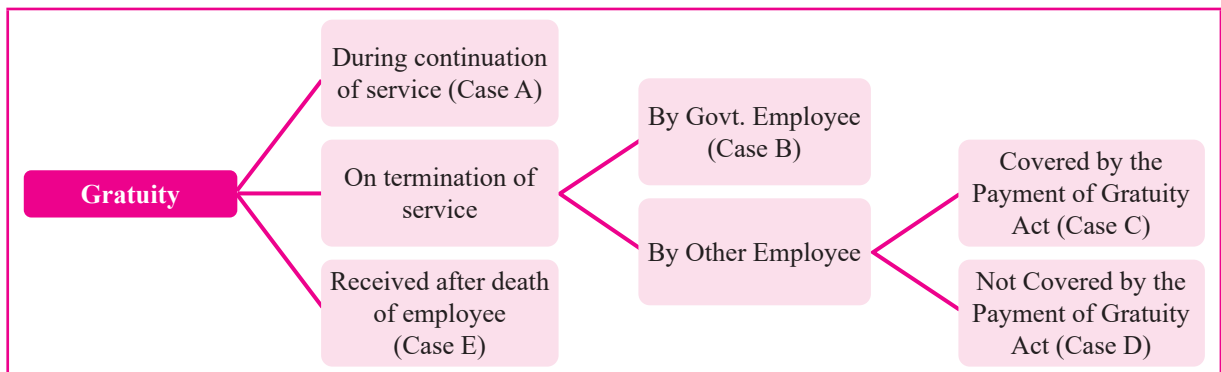 Gratuity
During continuation
of service (Case A)
On termination of
service
Received after death
of employee
(Case E)
By Govt. Employee
(Case B)
By Other Employee
Covered by the
Payment of Gratuity
Act (Case C)
Not Covered by the
Payment of Gratuity
Act (Case D)